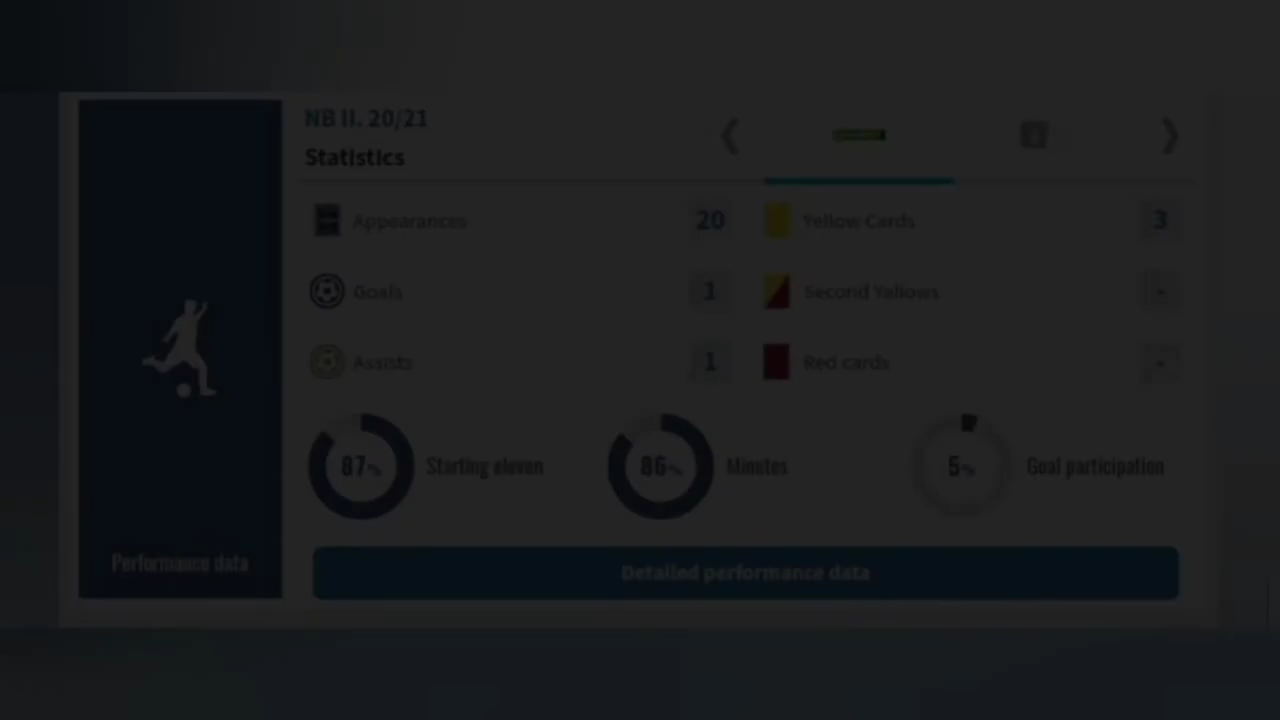 NB II. 20/21
Statistics
Appearances 20
Yellow Cards 3
Goals 1
Second Yellows -
Assists 1
Red cards -
87% Starting eleven
86% Minutes
5% Goal participation
Performance data
Detailed performance data